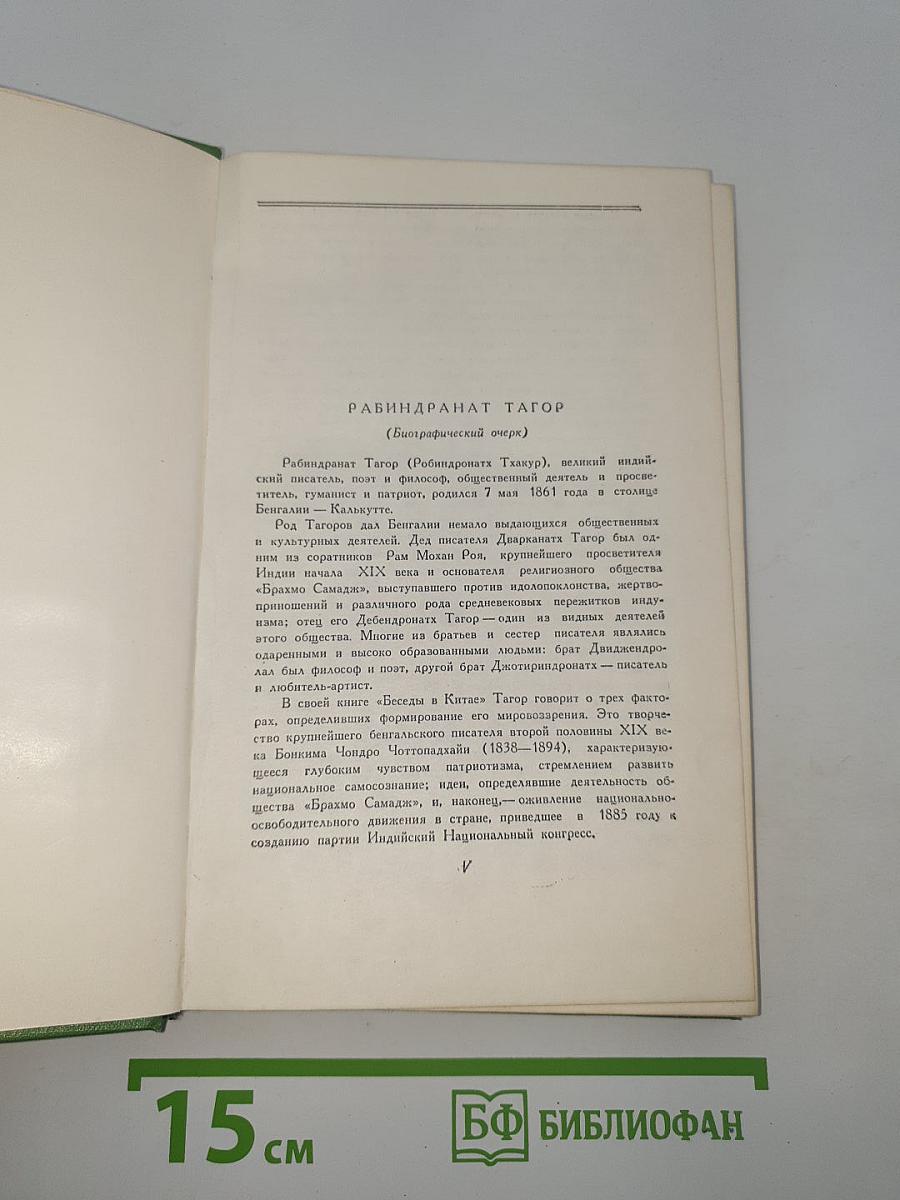 РАБИНДРАНАТ ТАГОР
(Биографический очерк)
Рабиндранат Тагор (Робиндронатх Тхакур), великий индий-
ский писатель, поэт и философ, общественный деятель и просве-
титель, гуманист и патриот, родился 7 мая 1861 года в столице
Бенгалии — Калькутте.
Род Тагоров дал Бенгалии немало выдающихся общественных
и культурных деятелей. Дед писателя Дварканатх Тагор был од-
ним из соратников Рам Мохан Роя, крупнейшего просветителя
Индии начала XIX века и основателя религиозного общества
«Брахмо Самадж», выступавшего против идолопоклонства, жертво-
приношений и различного рода средневековых пережитков инду-
изма; отец его Дебендронатх Тагор — один из видных деятелей
этого общества. Многие из братьев и сестер писателя являлись
одаренными и высоко образованными людьми: брат Двиджендро-
лал был философ и поэт, другой брат Джотириндронатх — писатель
и любитель-артист.
В своей книге «Беседы в Китае» Тагор говорит о трех факто-
рах, определивших формирование его мировоззрения. Это творче-
ство крупнейшего бенгальского писателя второй половины XIX ве-
ка Бонкима Чондро Чоттопадхайи (1838—1894), характеризую-
щееся глубоким чувством патриотизма, стремлением развить
национальное самосознание; идеи, определявшие деятельность об-
щества «Брахмо Самадж», и, наконец,— оживление национально-
освободительного движения в стране, приведшее в 1885 году к
созданию партии Индийский Национальный конгресс.
V
15 см
БФ БИБЛИОФАН